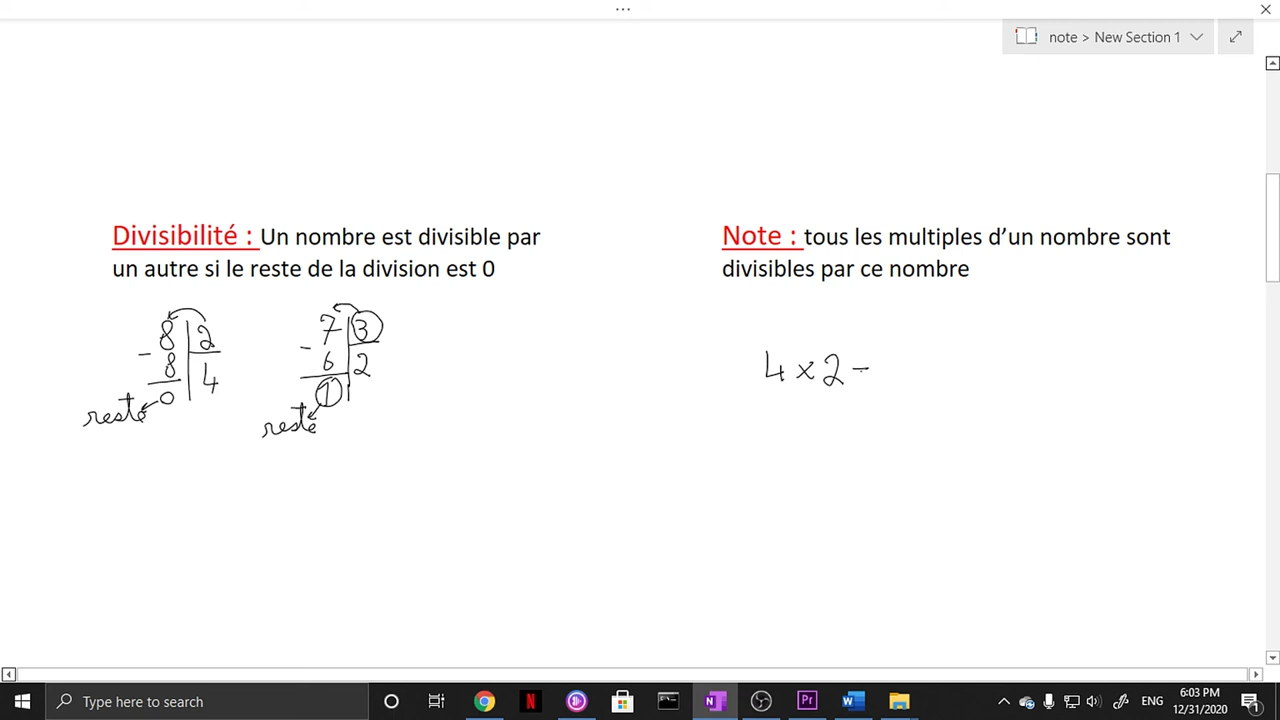 ...
note > New Section 1
Divisibilité : Un nombre est divisible par
un autre si le reste de la division est 0
8 2
- 8 4
0
reste
7 3
- 6 2
1
reste
Note : tous les multiples d’un nombre sont
divisibles par ce nombre
4 × 2 -
Type here to search
N
Pr
ENG
6:03 PM
12/31/2020
1